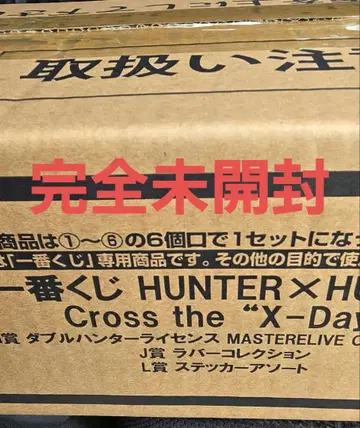 取扱い注
完全未開封
商品は①～⑥の6個口で1セットにな
は「一番くじ」専用商品です。その他の目的で使
一番くじ HUNTER×HU
Cross the "X-Day
賞 ダブルハンターライセンス MASTERLIVE C
J賞 ラバーコレクション
L賞 ステッカーアソート